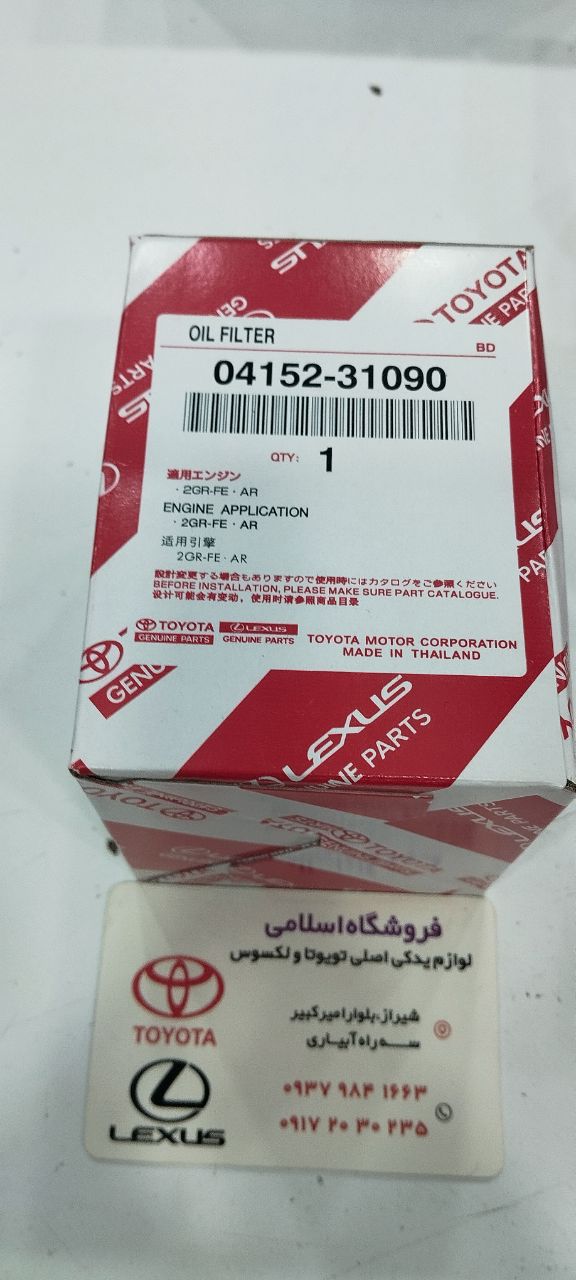 OIL FILTER
BD
04152-31090
QTY: 1
適用エンジン
・2GR-FE・AR
ENGINE APPLICATION
・2GR-FE・AR
适用引擎
2GR-FE・AR
設計変更する場合もありますので使用時にはカタログをご参照ください
BEFORE INSTALLATION, PLEASE MAKE SURE PART CATALOGUE.
设计可能会有变动，使用时请参照商品目录
TOYOTA
GENUINE PARTS
LEXUS
GENUINE PARTS
TOYOTA MOTOR CORPORATION
MADE IN THAILAND
TOYOTA
LEXUS
فروشگاه اسلامی
لوازم یدکی اصلی تویوتا و لکسوس
شیراز، بلوار امیرکبیر
سه راه آبیاری
۰۹۳۷ ۹۸۴ ۱۶۶۳
۰۹۱۷ ۲۰ ۳۰ ۲۳۵
TOYOTA
LEXUS